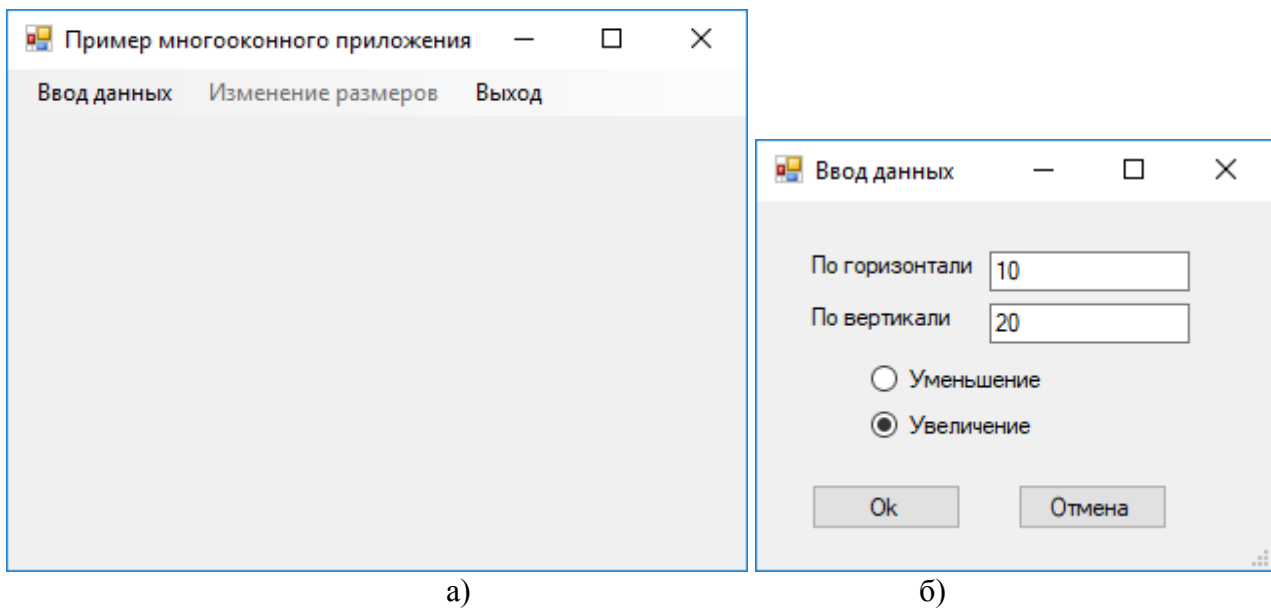 Пример многооконного приложения
Ввод данных Изменение размеров Выход
Ввод данных
По горизонтали 10
По вертикали 20
Уменьшение
Увеличение
Ok Отмена
а) б)